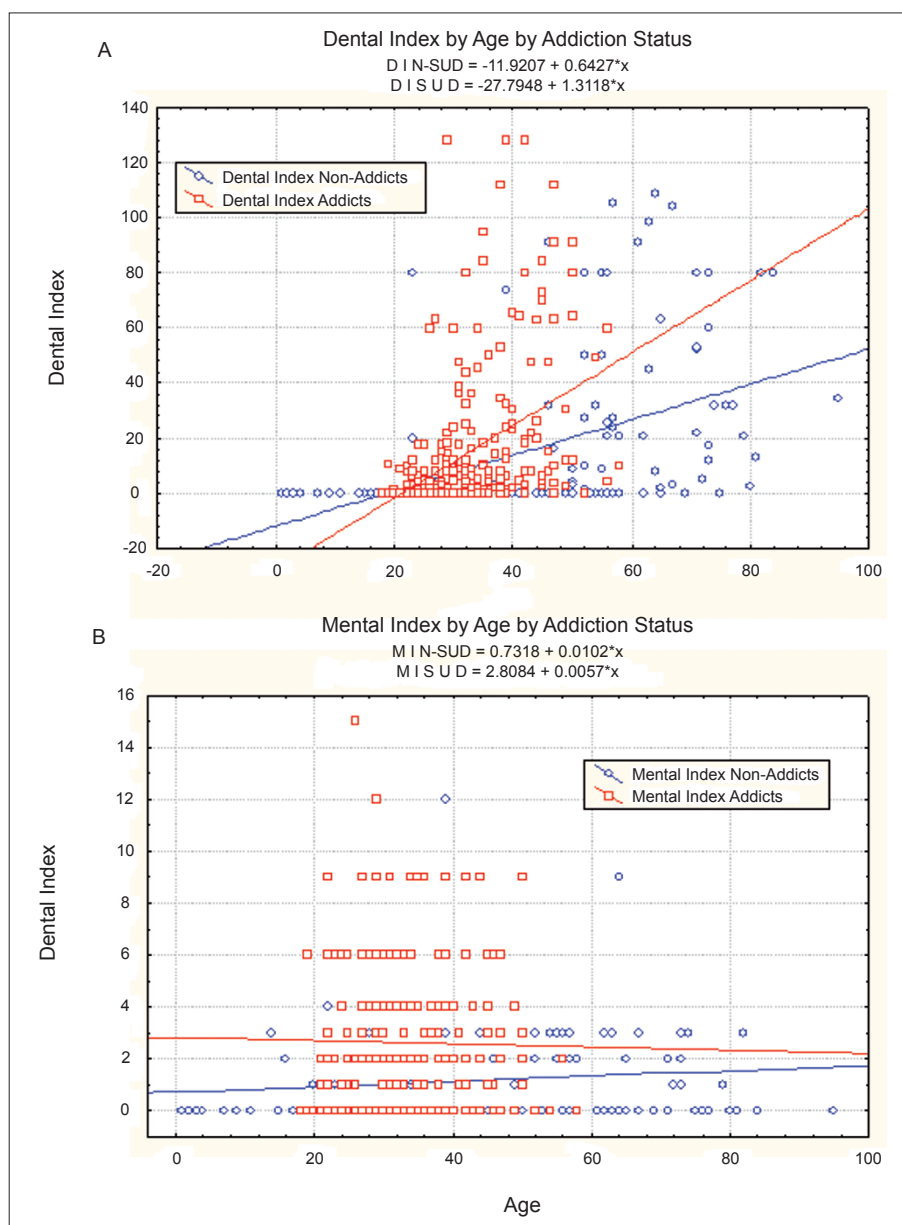 A
Dental Index by Age by Addiction Status
D I N-SUD = -11.9207 + 0.6427*x
D I S U D = -27.7948 + 1.3118*x
140
120
100
80
60
40
20
0
-20
Dental Index
Dental Index Non-Addicts
Dental Index Addicts
-20 0 20 40 60 80 100
B
Mental Index by Age by Addiction Status
M I N-SUD = 0.7318 + 0.0102*x
M I S U D = 2.8084 + 0.0057*x
16
14
12
10
8
6
4
2
0
Dental Index
Mental Index Non-Addicts
Mental Index Addicts
0 20 40 60 80 100
Age